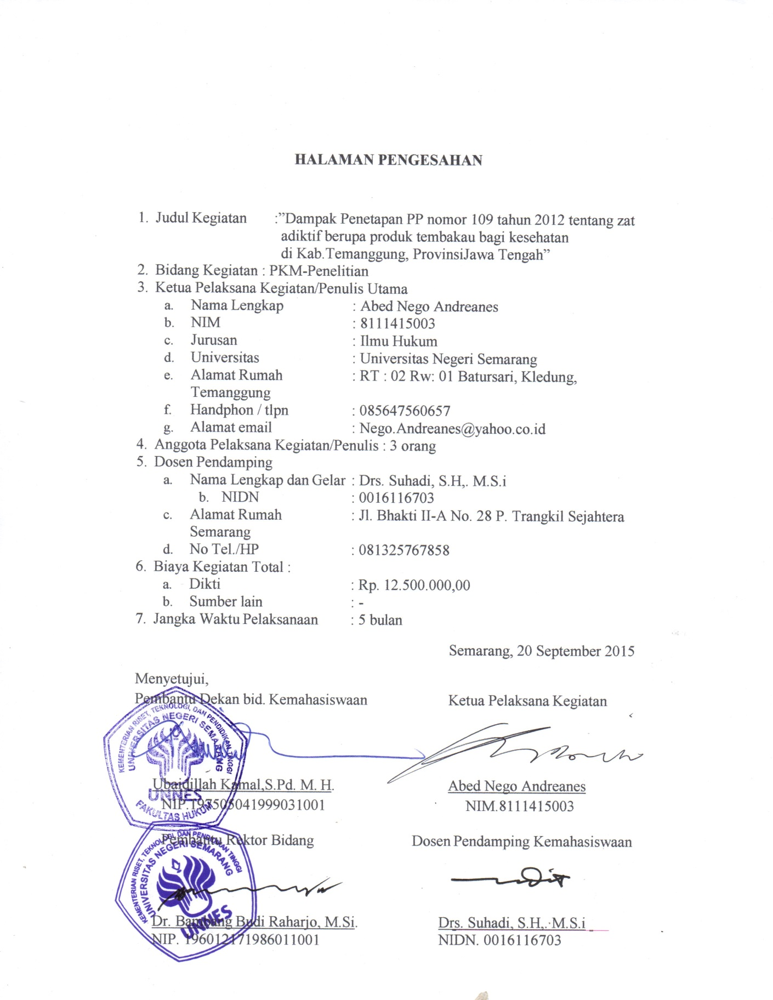 HALAMAN PENGESAHAN
1. Judul Kegiatan :”Dampak Penetapan PP nomor 109 tahun 2012 tentang zat
adiktif berupa produk tembakau bagi kesehatan
di Kab.Temanggung, ProvinsiJawa Tengah”
2. Bidang Kegiatan : PKM-Penelitian
3. Ketua Pelaksana Kegiatan/Penulis Utama
a. Nama Lengkap : Abed Nego Andreanes
b. NIM : 8111415003
c. Jurusan : Ilmu Hukum
d. Universitas : Universitas Negeri Semarang
e. Alamat Rumah : RT : 02 Rw: 01 Batursari, Kledung,
Temanggung
f. Handphon / tlpn : 085647560657
g. Alamat email : Nego.Andreanes@yahoo.co.id
4. Anggota Pelaksana Kegiatan/Penulis : 3 orang
5. Dosen Pendamping
a. Nama Lengkap dan Gelar : Drs. Suhadi, S.H,. M.S.i
b. NIDN : 0016116703
c. Alamat Rumah : Jl. Bhakti II-A No. 28 P. Trangkil Sejahtera
Semarang
d. No Tel./HP : 081325767858
6. Biaya Kegiatan Total :
a. Dikti : Rp. 12.500.000,00
b. Sumber lain : -
7. Jangka Waktu Pelaksanaan : 5 bulan
Semarang, 20 September 2015
Menyetujui,
Pembantu Dekan bid. Kemahasiswaan Ketua Pelaksana Kegiatan
KEMENTERIAN RISET, TEKNOLOGI, DAN PENDIDIKAN TINGGI
UNIVERSITAS NEGERI SEMARANG
UNNES
FAKULTAS HUKUM
Ubaidillah Kamal,S.Pd. M. H. Abed Nego Andreanes
NIP.197505041999031001 NIM.8111415003
Pembantu Rektor Bidang Dosen Pendamping Kemahasiswaan
KEMENTERIAN RISET, TEKNOLOGI, DAN PENDIDIKAN TINGGI
UNIVERSITAS NEGERI SEMARANG
UNNES
Dr. Bambang Budi Raharjo, M.Si. Drs. Suhadi, S.H,. M.S.i
NIP. 196012171986011001 NIDN. 0016116703